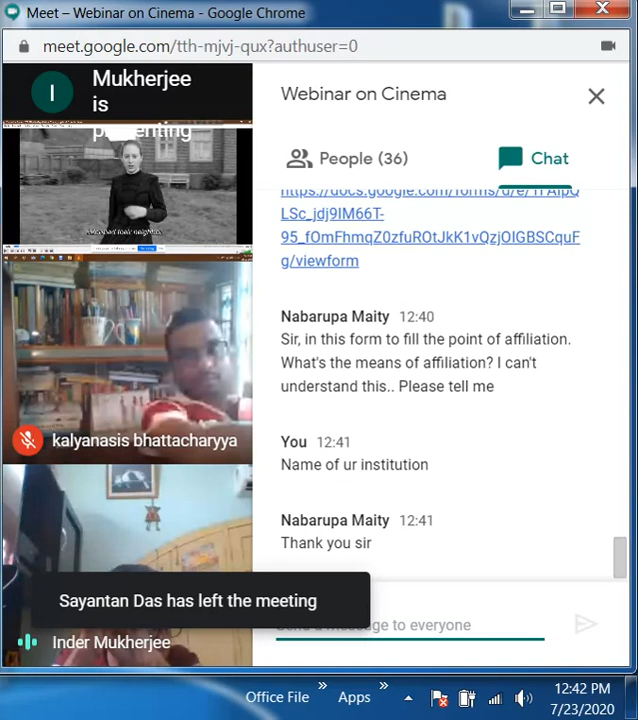 Meet – Webinar on Cinema - Google Chrome
meet.google.com/tth-mjvj-qux?authuser=0
I
Mukherjee
is
presenting
Webinar on Cinema
People (36)
Chat
LSc_jdj9IM66T-
95_fOmFhmqZ0zfuROtJkK1vQzjOIGBSCquF
g/viewform
Nabarupa Maity 12:40
Sir, in this form to fill the point of affiliation.
What's the means of affiliation? I can't
understand this.. Please tell me
You 12:41
Name of ur institution
Nabarupa Maity 12:41
Thank you sir
kalyanasis bhattacharyya
Sayantan Das has left the meeting
Send a message to everyone
Inder Mukherjee
Office File
Apps
12:42 PM
7/23/2020